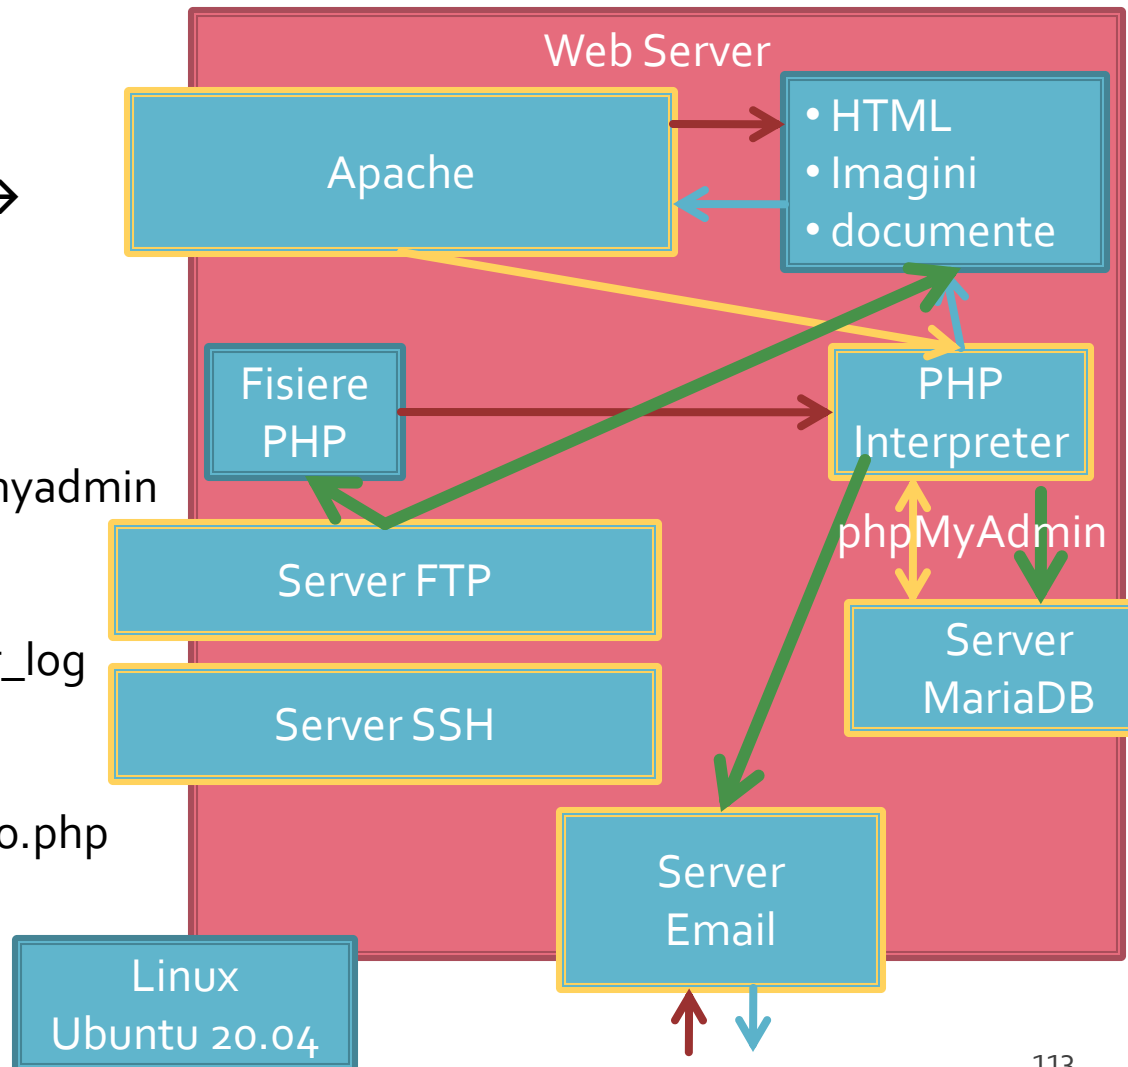 Web Server
Apache
• HTML
• Imagini
• documente
→
Fisiere
PHP
PHP
Interpreter
nyadmin
phpMyAdmin
Server FTP
_log
Server
MariaDB
Server SSH
o.php
Server
Email
Linux
Ubuntu 20.04
113